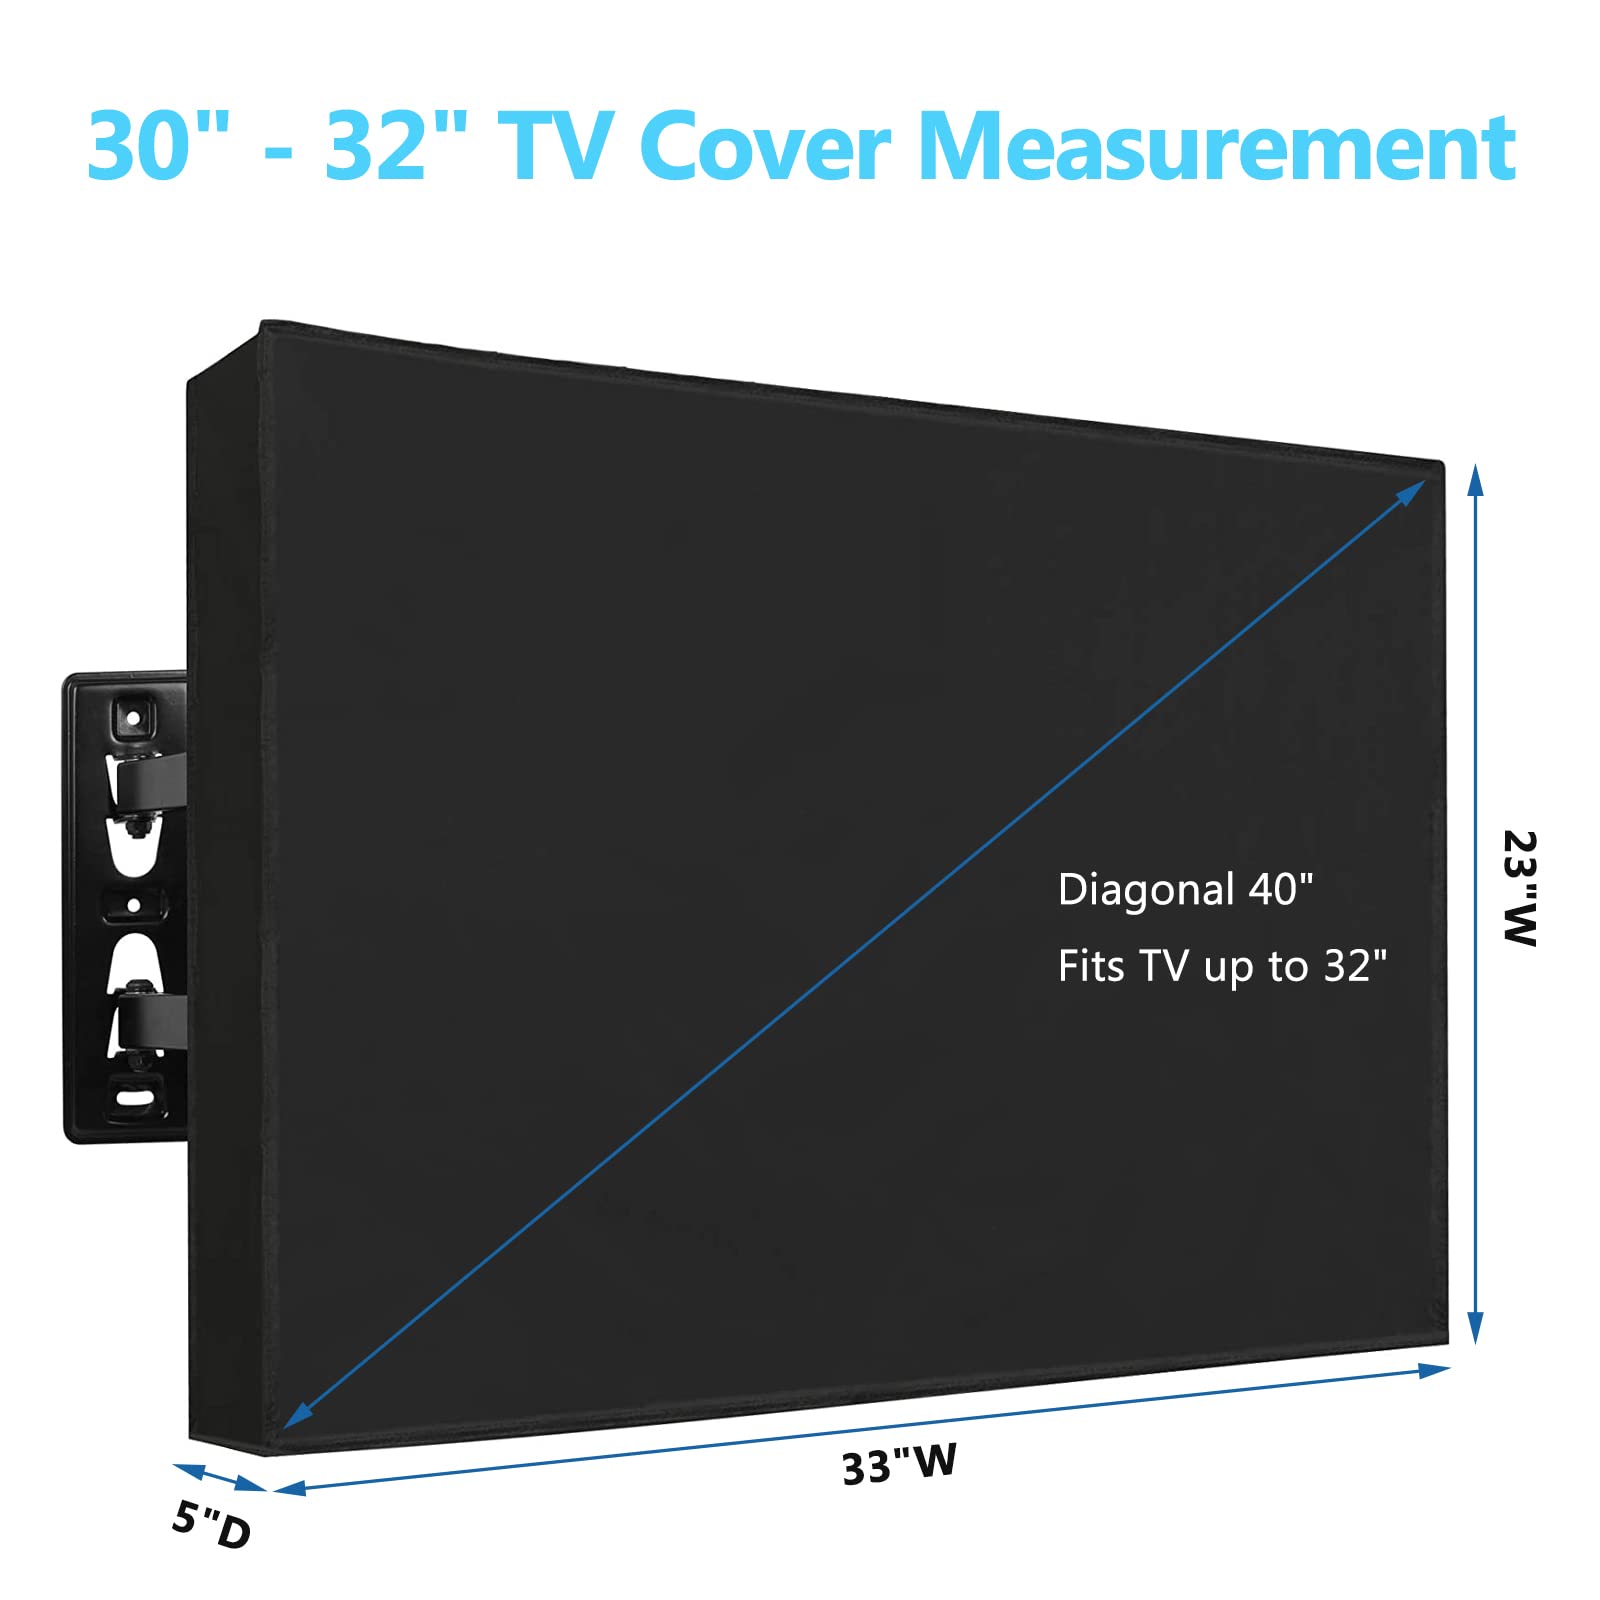 30" - 32" TV Cover Measurement
Diagonal 40"
Fits TV up to 32"
23"W
33"W
5"D